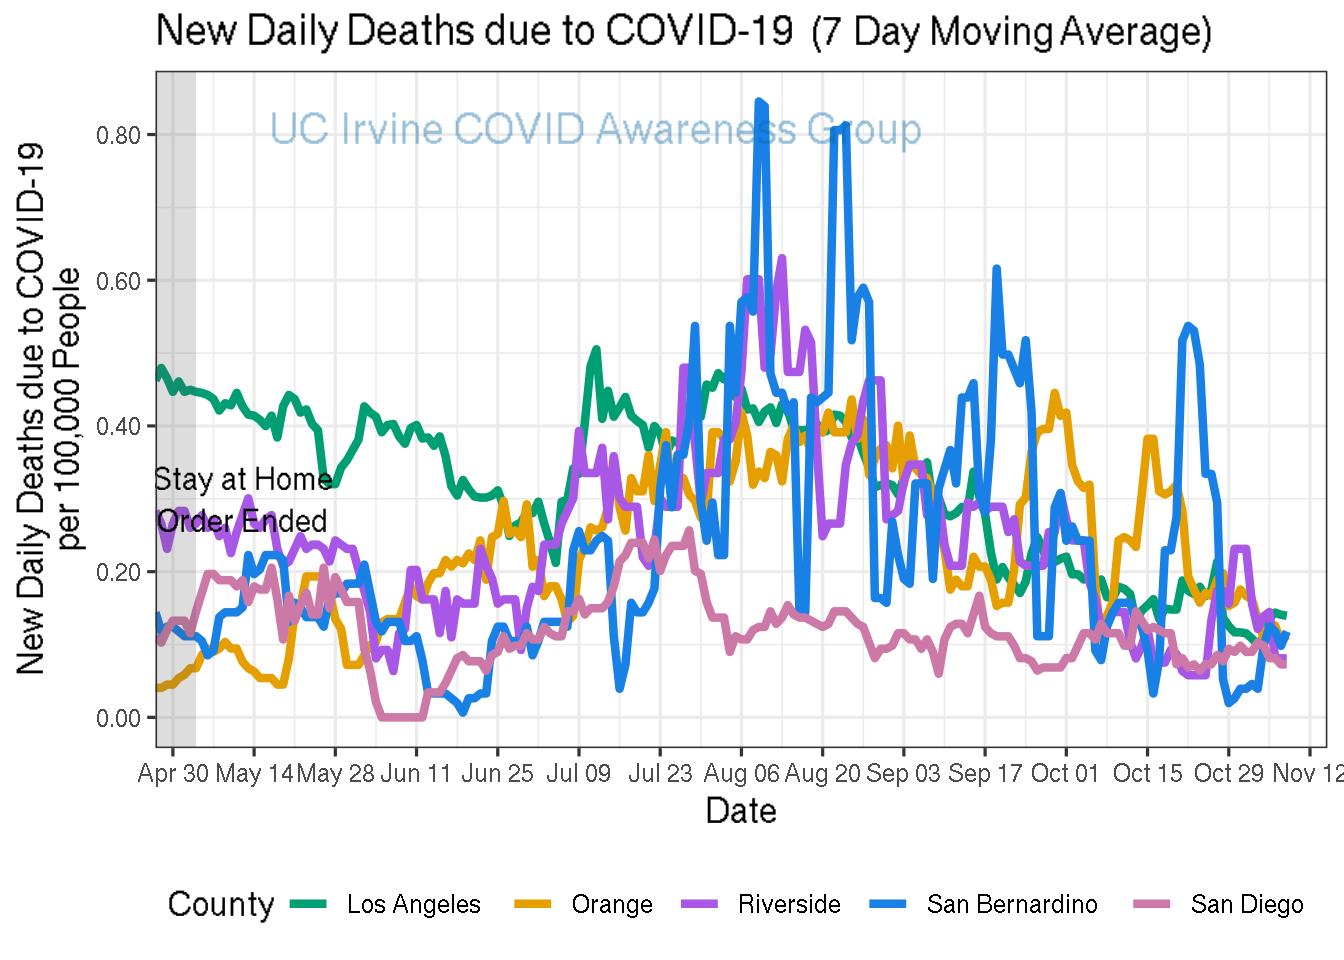 New Daily Deaths due to COVID-19 (7 Day Moving Average)
UC Irvine COVID Awareness Group
New Daily Deaths due to COVID-19
per 100,000 People
0.80
0.60
0.40
0.20
0.00
Stay at Home
Order Ended
Apr 30 May 14 May 28 Jun 11 Jun 25 Jul 09 Jul 23 Aug 06 Aug 20 Sep 03 Sep 17 Oct 01 Oct 15 Oct 29 Nov 12
Date
County Los Angeles Orange Riverside San Bernardino San Diego